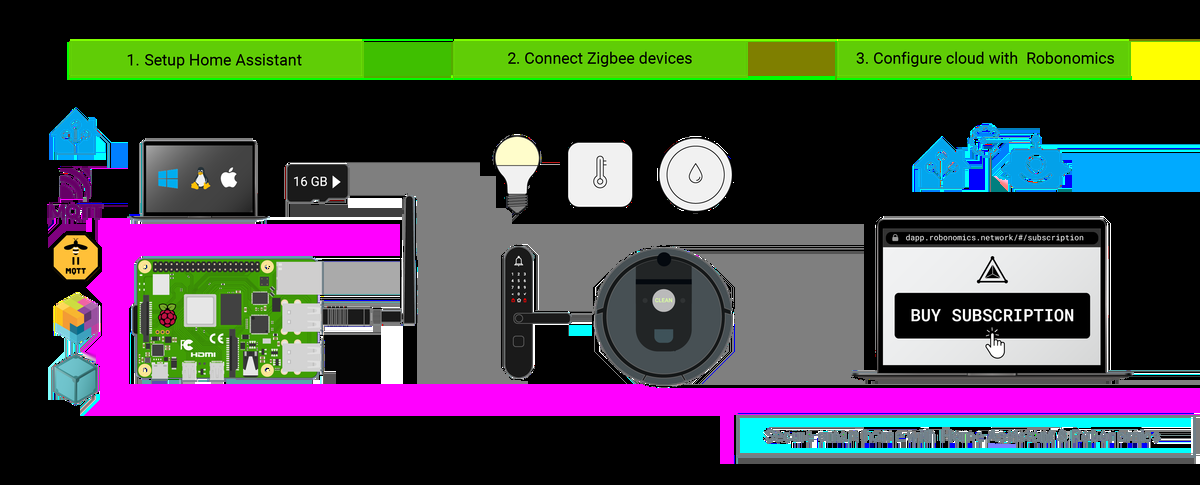 1. Setup Home Assistant
2. Connect Zigbee devices
3. Configure cloud with Robonomics
16 GB
MQTT
MQTT
HDMI
CLEAN
dapp.robonomics.network/#/subscription
BUY SUBSCRIPTION